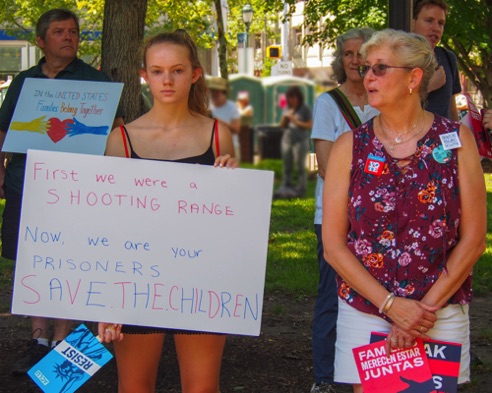 IN THE UNITED STATES
Families Belong Together
First we were a
SHOOTING RANGE
Now, we are your
PRISONERS
SAVE.THE.CHILDREN
RESIST
FAM
MERECEN ESTAR
JUNTAS
AK